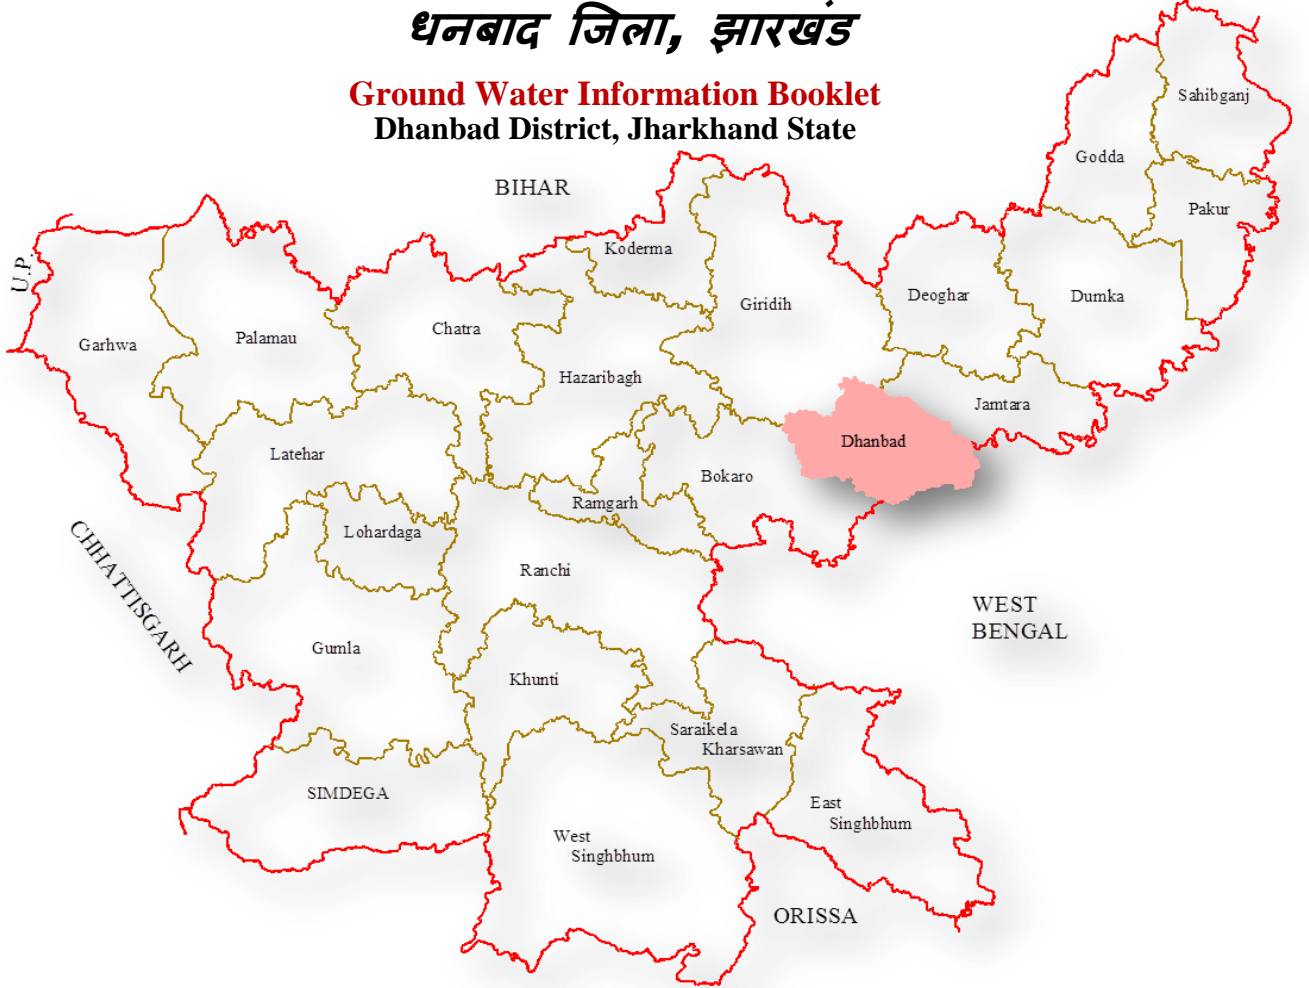 धनबाद जिला, झारखंड
Ground Water Information Booklet
Dhanbad District, Jharkhand State
Sahibganj
Godda
BIHAR
Pakur
Koderma
U.P.
Giridih
Deoghar
Dumka
Chatra
Palamau
Garhwa
Hazaribagh
Jamtara
Dhanbad
Latehar
Bokaro
Ramgarh
Lohardaga
CHHATTISGARH
Ranchi
WEST
BENGAL
Gumla
Khunti
Saraikela
Kharsawan
SIMDEGA
East
Singhbhum
West
Singhbhum
ORISSA